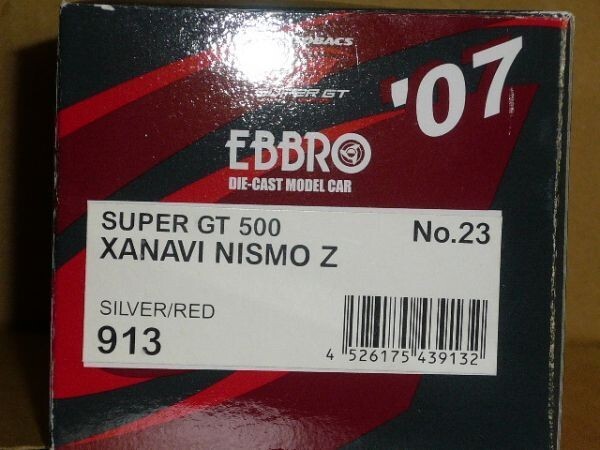 BACS
SUPER GT
'07
EBBRO
DIE-CAST MODEL CAR
SUPER GT 500
No.23
XANAVI NISMO Z
SILVER/RED
913
4 526175 439132